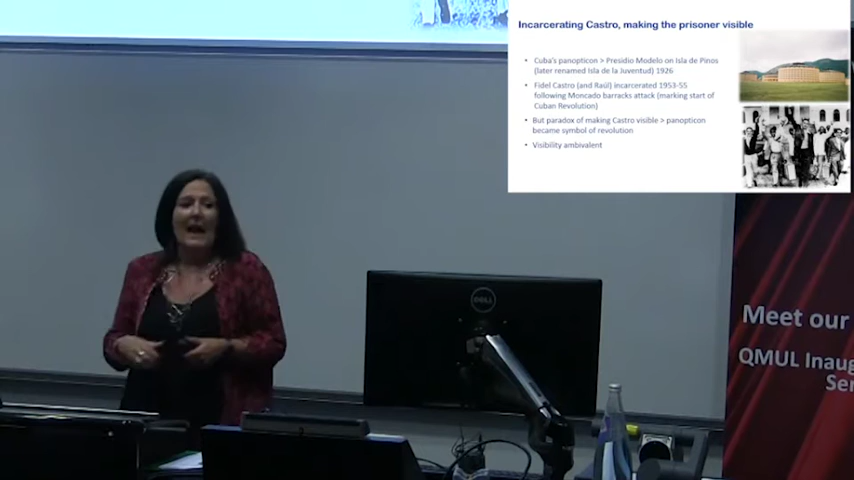 Incarcerating Castro, making the prisoner visible
• Cuba's panopticon > Presidio Modelo on Isla de Pinos
(later renamed Isla de la Juventud) 1926
• Fidel Castro (and Raúl) incarcerated 1953-55
following Moncado barracks attack (marking start of
Cuban Revolution)
• But paradox of making Castro visible > panopticon
became symbol of revolution
• Visibility ambivalent
DELL
Meet our
QMUL Inaug
Ser